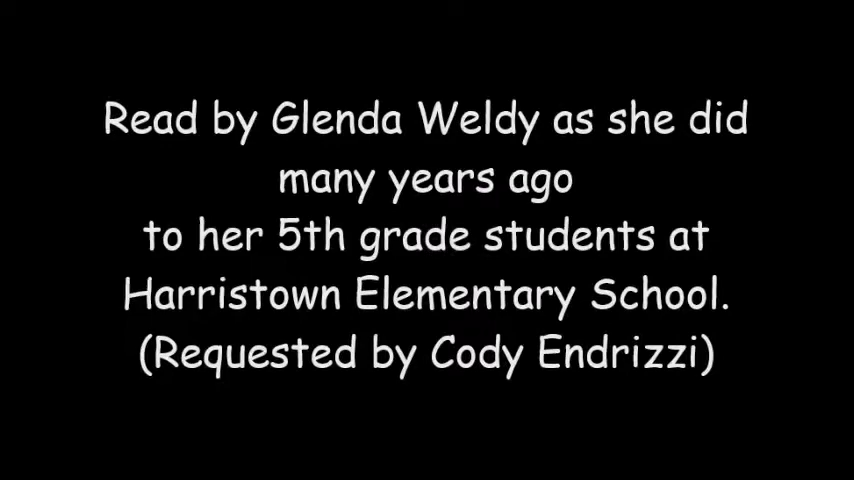 Read by Glenda Weldy as she did
many years ago
to her 5th grade students at
Harristown Elementary School.
(Requested by Cody Endrizzi)